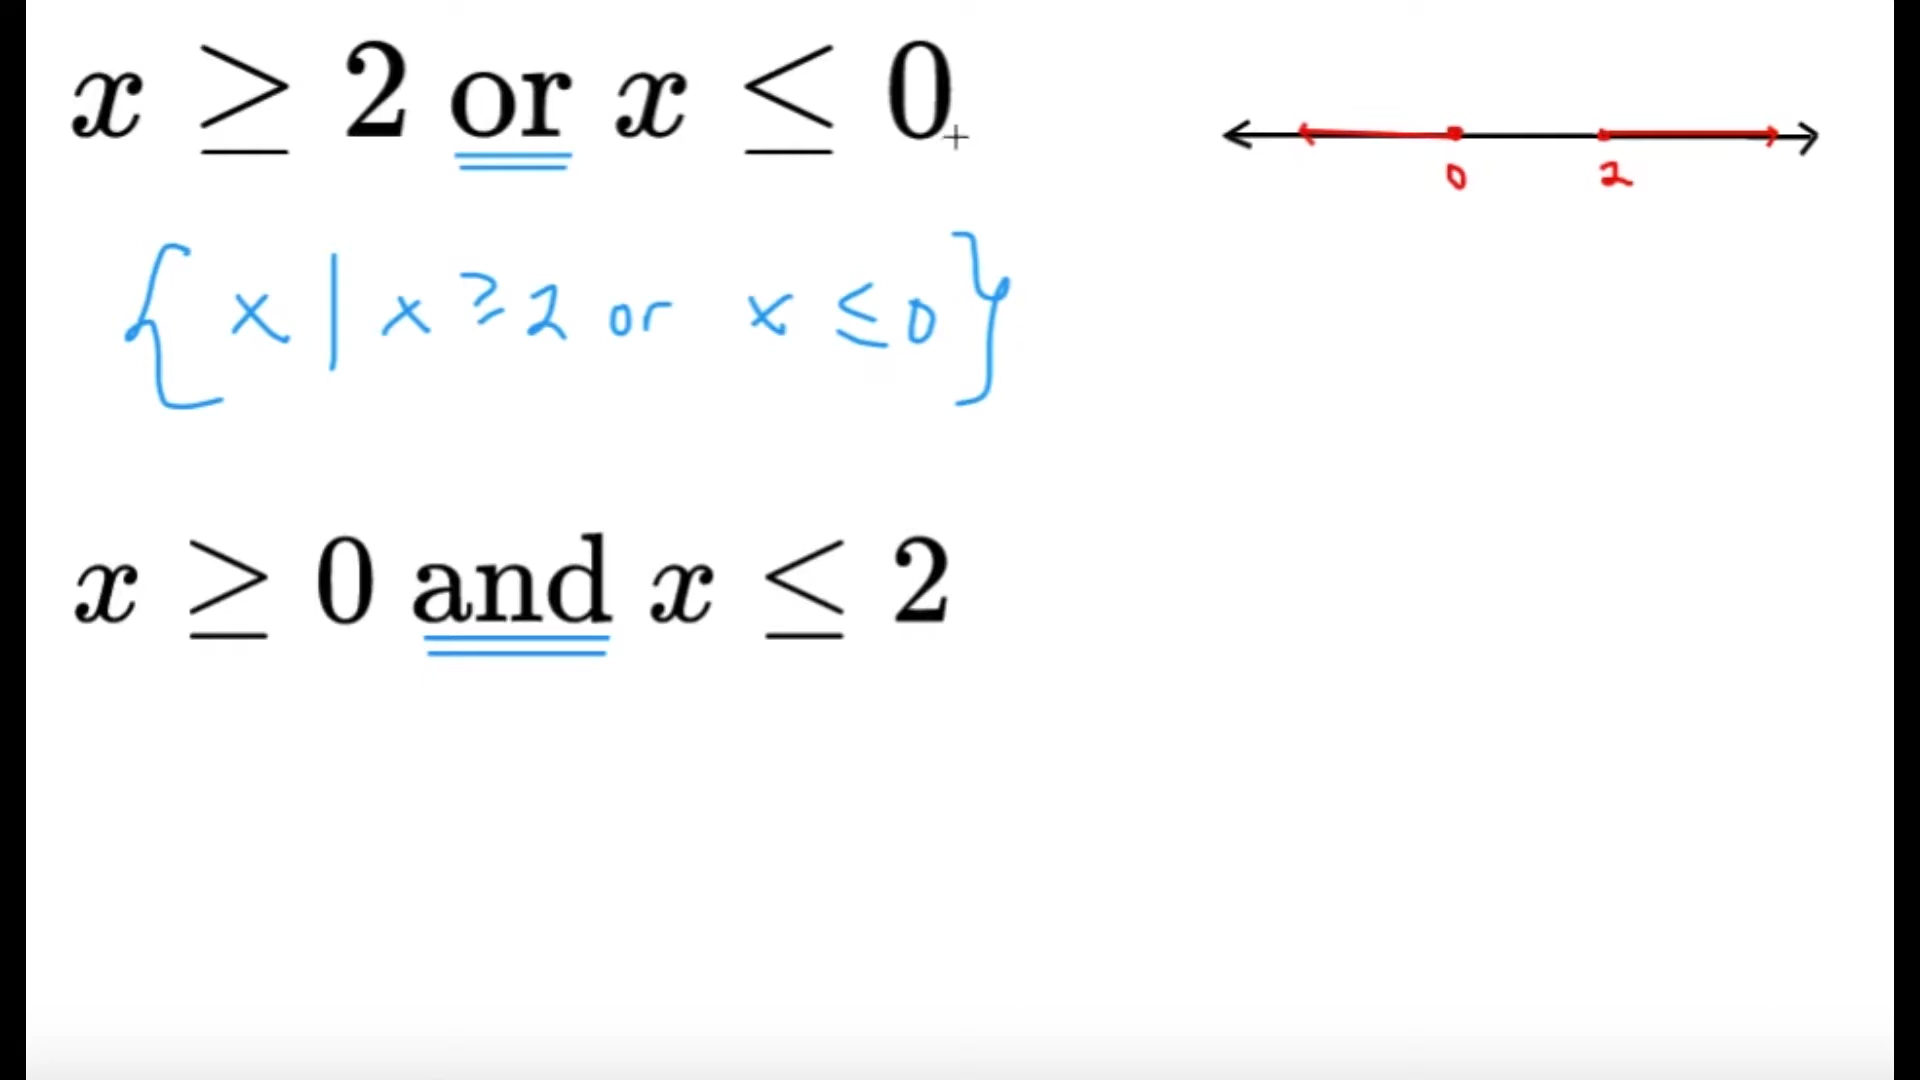 x ≥ 2 or x ≤ 0
0 2
{x | x ≥ 2 or x ≤ 0}
x ≥ 0 and x ≤ 2